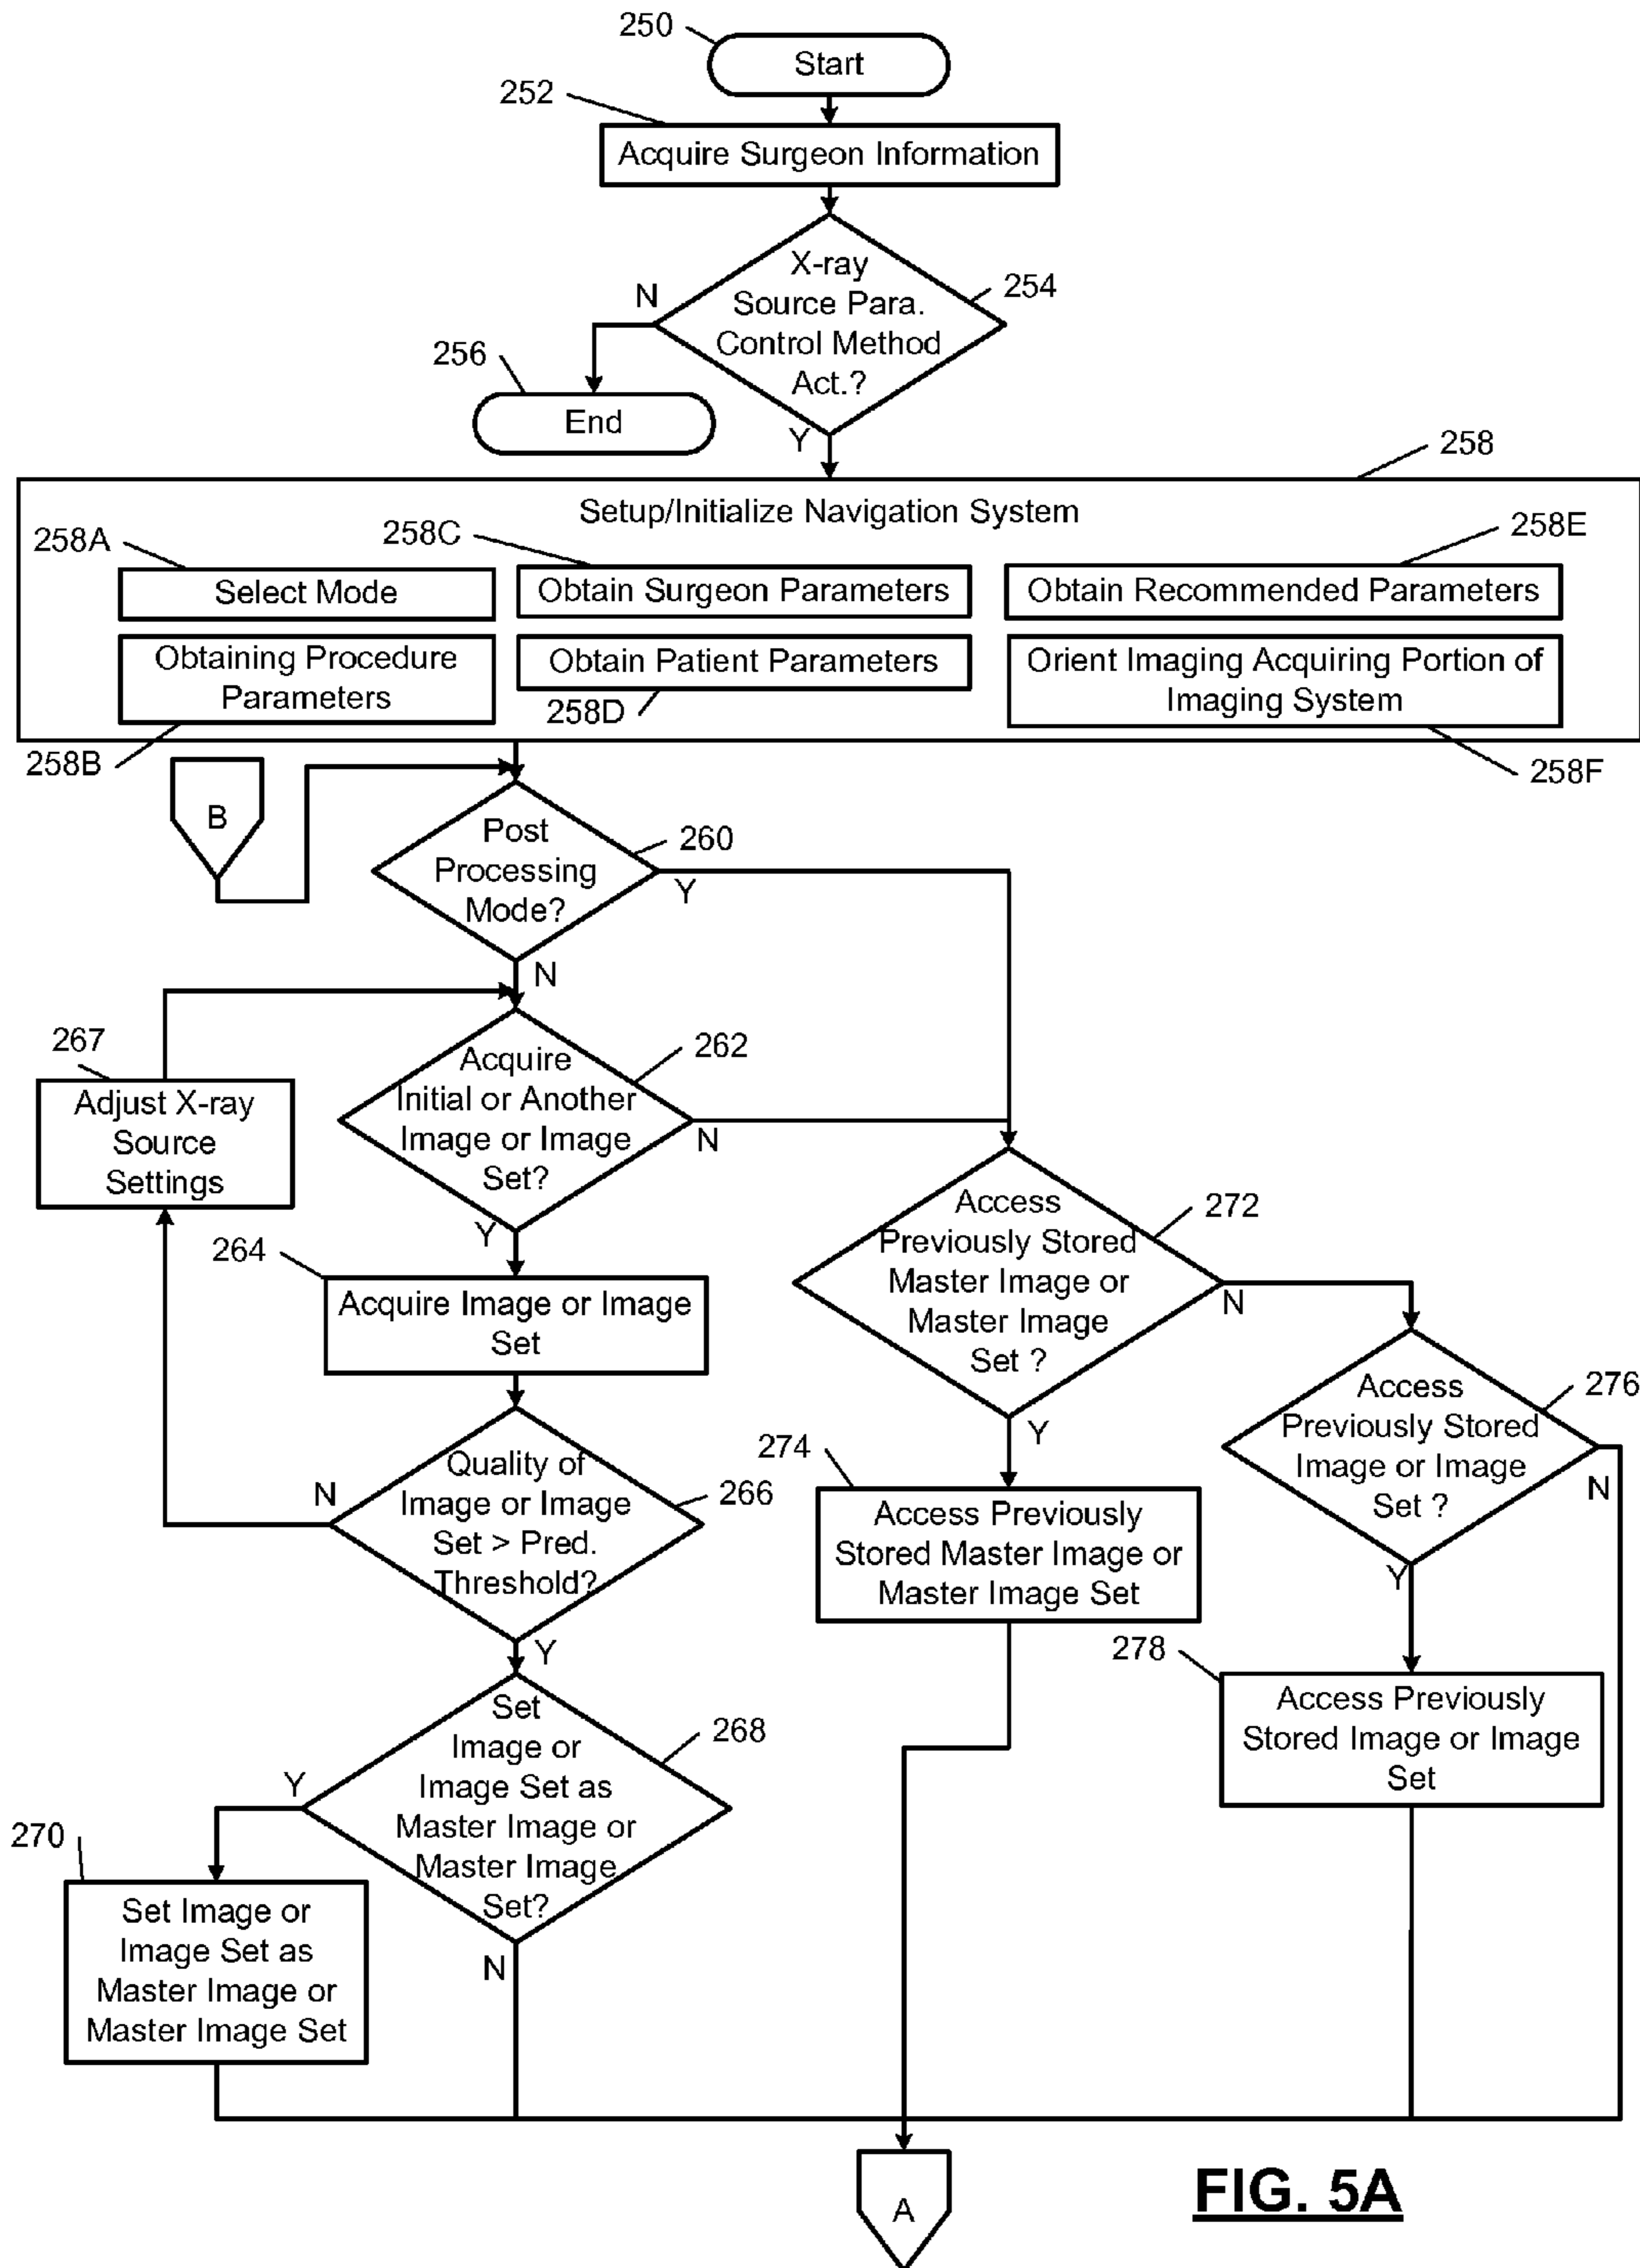 250
Start
252
Acquire Surgeon Information
X-ray
Source Para.
Control Method
Act.?
254
N
256
End
Y
258
Setup/Initialize Navigation System
258A
258C
258E
Select Mode
Obtain Surgeon Parameters
Obtain Recommended Parameters
Obtaining Procedure
Parameters
Obtain Patient Parameters
Orient Imaging Acquiring Portion of
Imaging System
258D
258B
258F
B
Post
Processing
Mode?
260
Y
N
267
Adjust X-ray
Source
Settings
Acquire
Initial or Another
Image or Image
Set?
262
N
Y
264
Acquire Image or Image
Set
Access
Previously Stored
Master Image or
Master Image
Set ?
272
N
Y
Access
Previously Stored
Image or Image
Set ?
276
N
Y
Quality of
Image or Image
Set > Pred.
Threshold?
266
N
Y
274
Access Previously
Stored Master Image or
Master Image Set
278
Access Previously
Stored Image or Image
Set
Set
Image or
Image Set as
Master Image or
Master Image
Set?
268
Y
N
270
Set Image or
Image Set as
Master Image or
Master Image Set
A
FIG. 5A